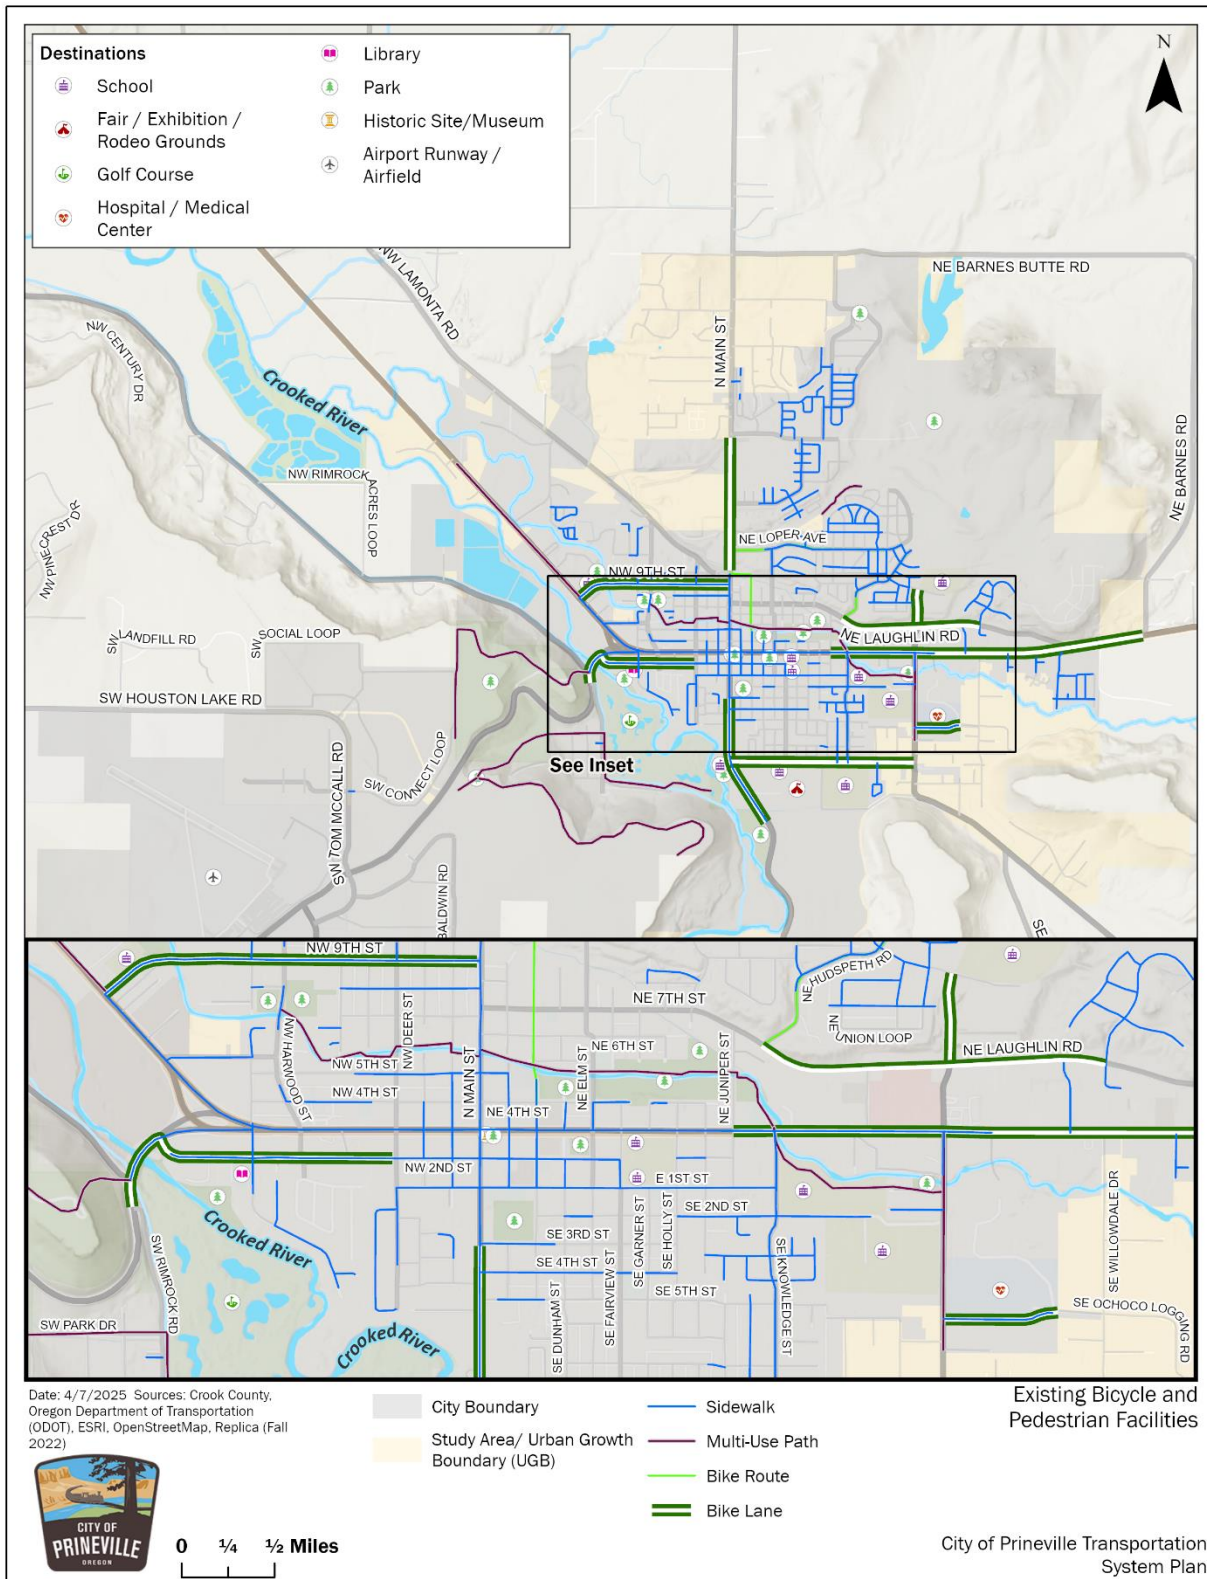 Destinations
School
Fair / Exhibition /
Rodeo Grounds
Golf Course
Hospital / Medical
Center
Library
Park
Historic Site/Museum
Airport Runway /
Airfield
N
NE BARNES BUTTE RD
NW LAMONTA RD
N MAIN ST
NW CENTURY DR
Crooked River
NE BARNES RD
NW RIMROCK
ACRES LOOP
NW PINECREST DR
NE LOPER AVE
NW 9TH ST
SW LANDFILL RD
SW SOCIAL LOOP
NE LAUGHLIN RD
SW HOUSTON LAKE RD
SW TOM MCCALL RD
SW CONNECT LOOP
See Inset
BALDWIN RD
SE
NW 9TH ST
NE HUDSPETH RD
NE 7TH ST
NE UNION LOOP
NW DEER ST
NW HARWOOD ST
NE 6TH ST
NE LAUGHLIN RD
NW 5TH ST
NE ELM ST
NE JUNIPER ST
N MAIN ST
NW 4TH ST
NE 4TH ST
NW 2ND ST
E 1ST ST
SE 2ND ST
SE WILLOWDALE DR
Crooked River
SE 3RD ST
SE GARNER ST
SE HOLLY ST
SE 4TH ST
SE KNOWLEDGE ST
SW RIMROCK RD
SE FAIRVIEW ST
SE 5TH ST
SE DUNHAM ST
SE OCHOCO LOGGING RD
SW PARK DR
Crooked River
Date: 4/7/2025 Sources: Crook County,
Oregon Department of Transportation
(ODOT), ESRI, OpenStreetMap, Replica (Fall
2022)
City Boundary
Study Area/ Urban Growth
Boundary (UGB)
Sidewalk
Multi-Use Path
Bike Route
Bike Lane
Existing Bicycle and
Pedestrian Facilities
CITY OF
PRINEVILLE
OREGON
0 ¼ ½ Miles
City of Prineville Transportation
System Plan